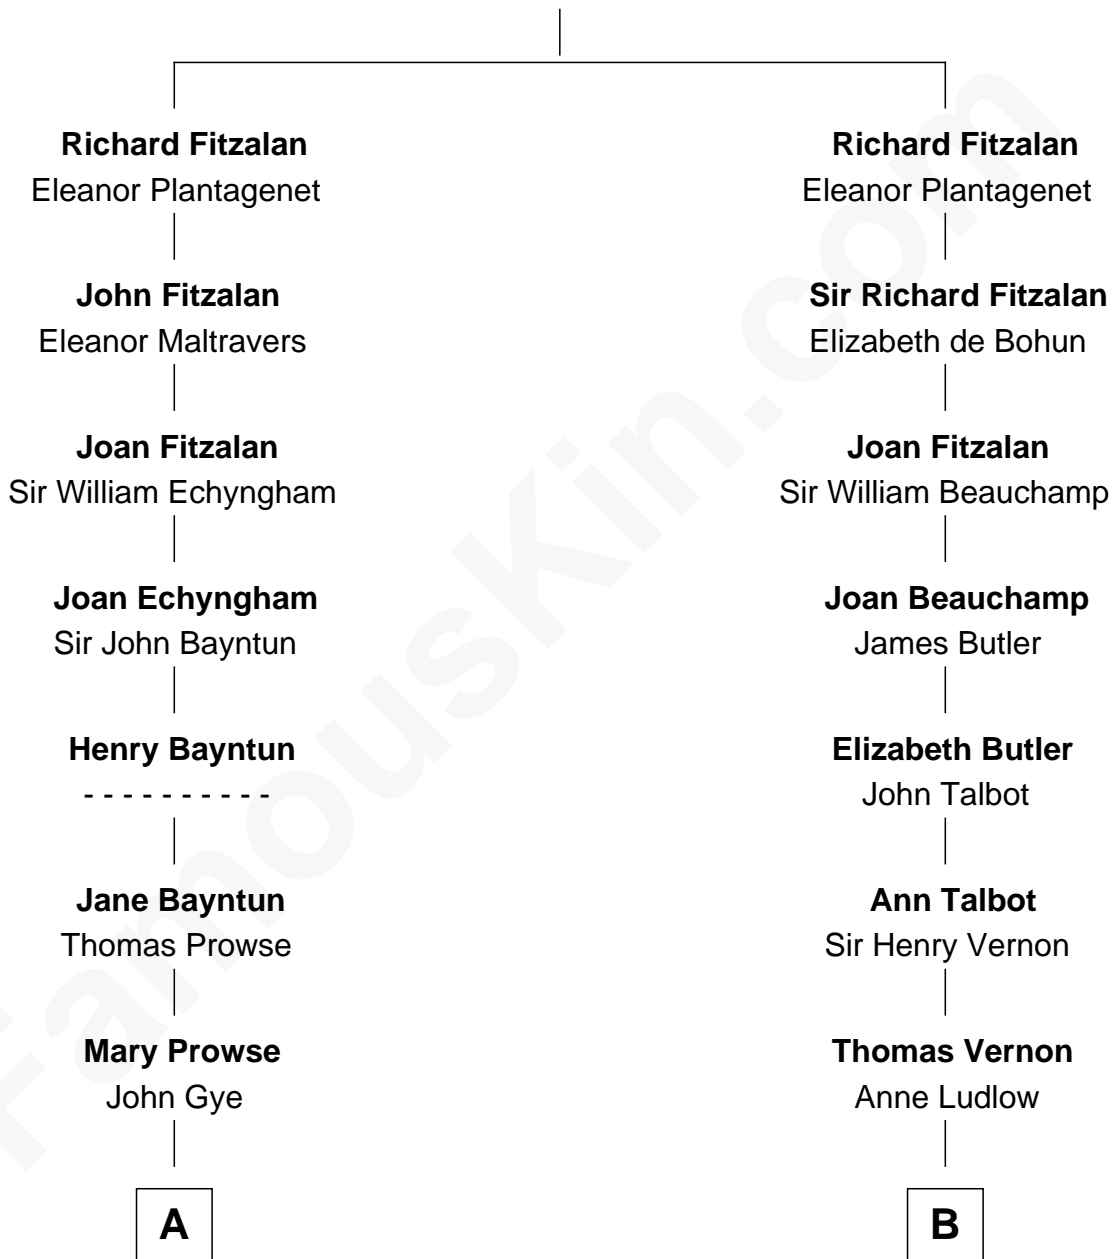 Richard Fitzalan
Eleanor Plantagenet
John Fitzalan
Eleanor Maltravers
Joan Fitzalan
Sir William Echyngham
Joan Echyngham
Sir John Bayntun
Henry Bayntun
- - - - - - - - - -
Jane Bayntun
Thomas Prowse
Mary Prowse
John Gye
A
Richard Fitzalan
Eleanor Plantagenet
Sir Richard Fitzalan
Elizabeth de Bohun
Joan Fitzalan
Sir William Beauchamp
Joan Beauchamp
James Butler
Elizabeth Butler
John Talbot
Ann Talbot
Sir Henry Vernon
Thomas Vernon
Anne Ludlow
B
FamousKin.com